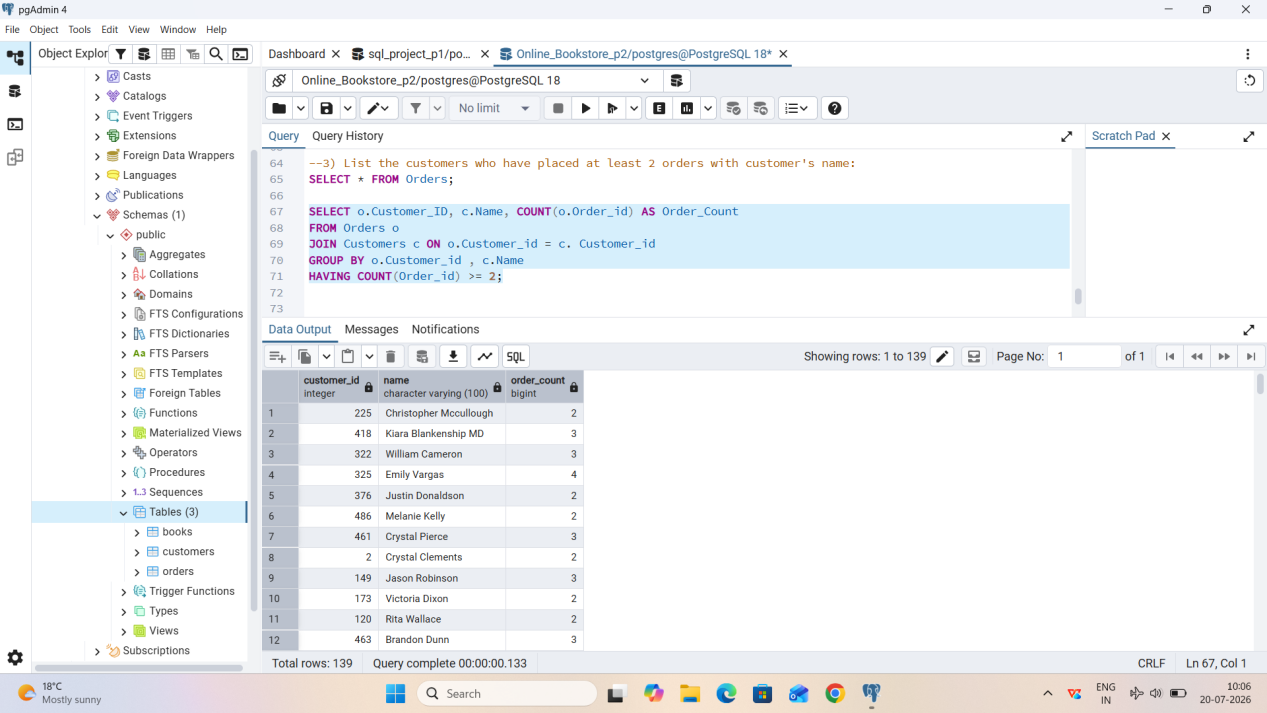 pgAdmin 4
File Object Tools Edit View Window Help
Object Explor
Dashboard
sql_project_p1/po...
Online_Bookstore_p2/postgres@PostgreSQL 18*
Online_Bookstore_p2/postgres@PostgreSQL 18
No limit
Query Query History
Scratch Pad
Casts
Catalogs
Event Triggers
Extensions
Foreign Data Wrappers
Languages
Publications
Schemas (1)
public
Aggregates
Collations
Domains
FTS Configurations
FTS Dictionaries
FTS Parsers
FTS Templates
Foreign Tables
Functions
Materialized Views
Operators
Procedures
Sequences
Tables (3)
books
customers
orders
Trigger Functions
Types
Views
Subscriptions
64 --3) List the customers who have placed at least 2 orders with customer's name:
65 SELECT * FROM Orders;
66
67 SELECT o.Customer_ID, c.Name, COUNT(o.Order_id) AS Order_Count
68 FROM Orders o
69 JOIN Customers c ON o.Customer_id = c. Customer_id
70 GROUP BY o.Customer_id , c.Name
71 HAVING COUNT(Order_id) >= 2;
72
73
Data Output Messages Notifications
SQL
Showing rows: 1 to 139
Page No: 1 of 1
customer_id name order_count
integer character varying (100) bigint
1 225 Christopher Mccullough 2
2 418 Kiara Blankenship MD 3
3 322 William Cameron 3
4 325 Emily Vargas 4
5 376 Justin Donaldson 2
6 486 Melanie Kelly 2
7 461 Crystal Pierce 3
8 2 Crystal Clements 2
9 149 Jason Robinson 3
10 173 Victoria Dixon 2
11 120 Rita Wallace 2
12 463 Brandon Dunn 3
Total rows: 139 Query complete 00:00:00.133 CRLF Ln 67, Col 1
18°C
Mostly sunny
Search
ENG
IN
10:06
20-07-2026